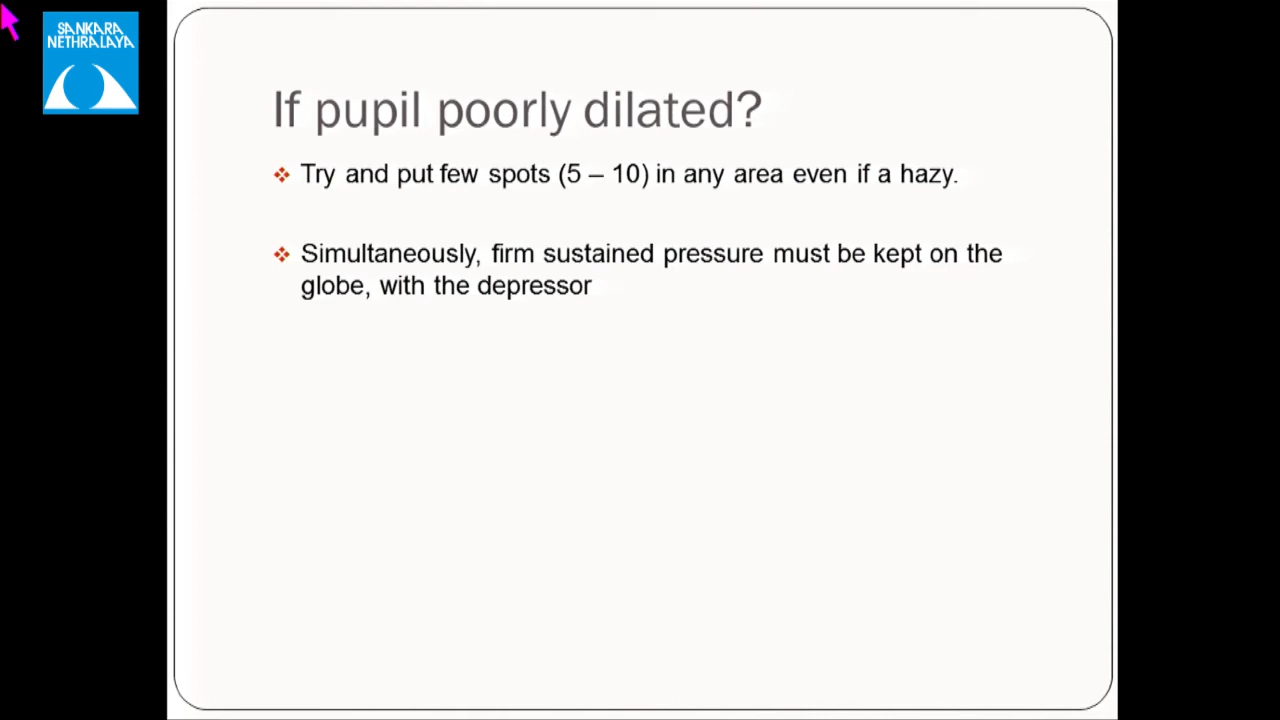 SANKARA
NETHRALAYA
If pupil poorly dilated?
Try and put few spots (5 – 10) in any area even if a hazy.
Simultaneously, firm sustained pressure must be kept on the
globe, with the depressor